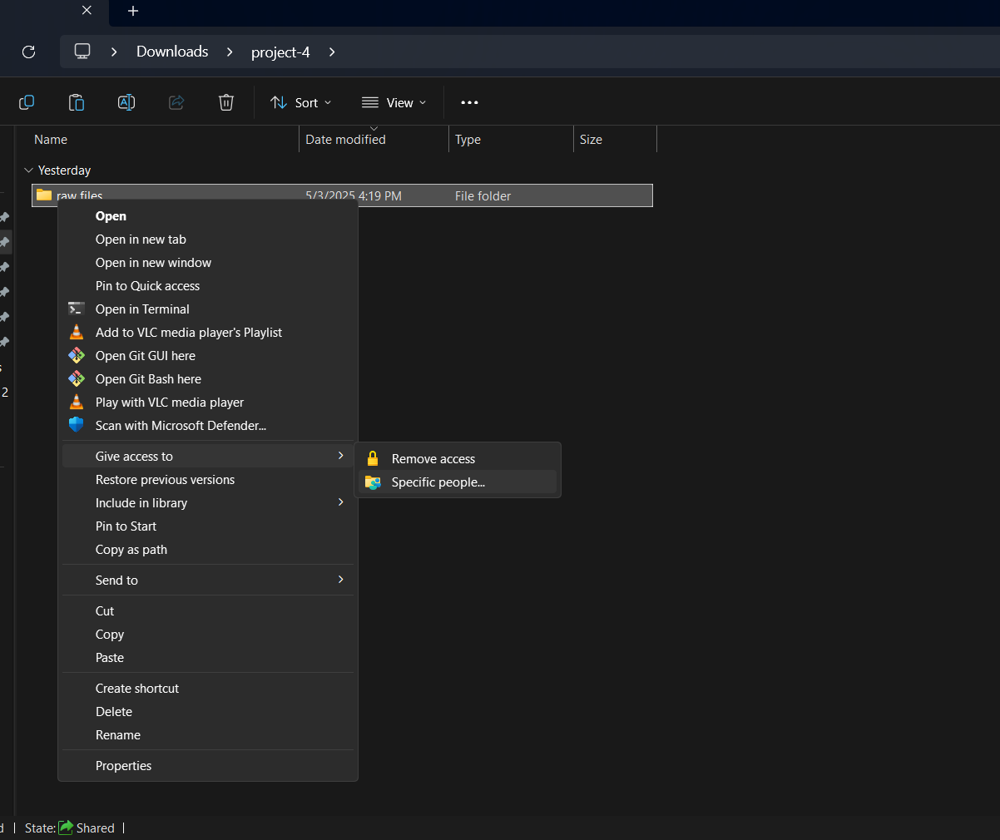 Downloads
project-4
Sort
View
Name
Date modified
Type
Size
Yesterday
raw files
5/3/2025 4:19 PM
File folder
Open
Open in new tab
Open in new window
Pin to Quick access
Open in Terminal
Add to VLC media player's Playlist
Open Git GUI here
Open Git Bash here
Play with VLC media player
Scan with Microsoft Defender...
Give access to
Remove access
Specific people...
Restore previous versions
Include in library
Pin to Start
Copy as path
Send to
Cut
Copy
Paste
Create shortcut
Delete
Rename
Properties
s
2
d | State: Shared |